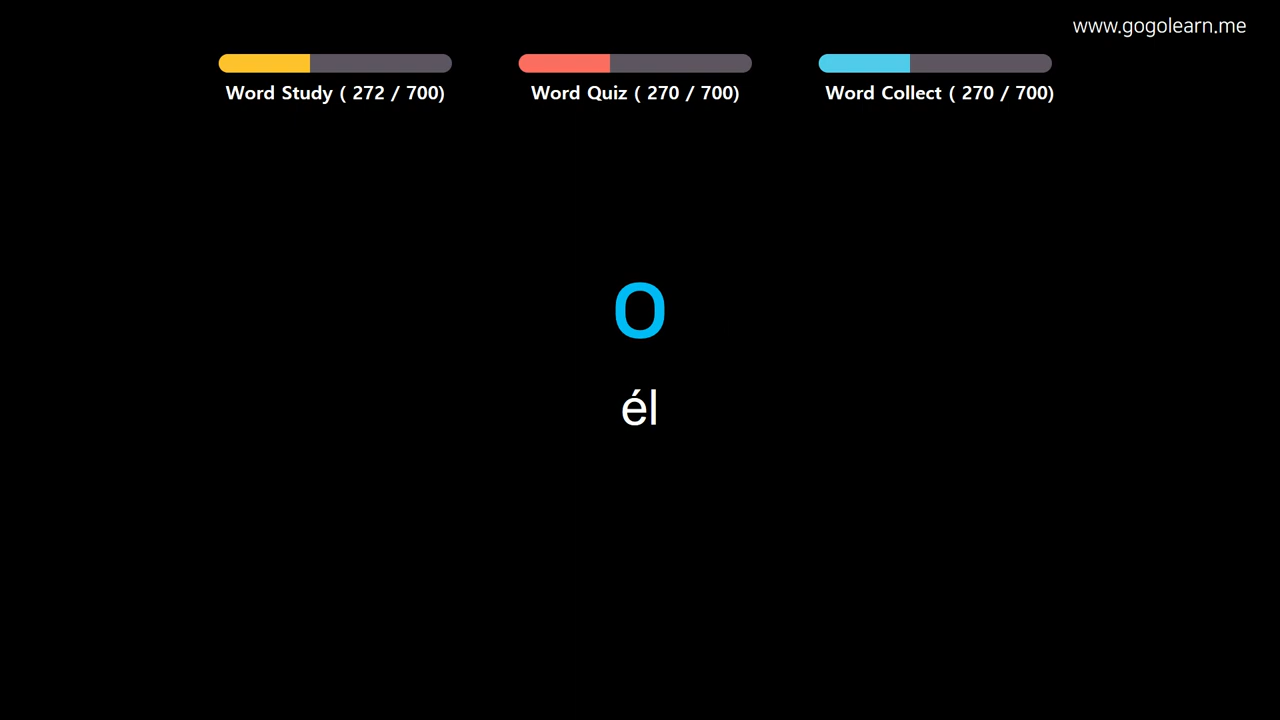 www.gogolearn.me
Word Study ( 272 / 700)
Word Quiz ( 270 / 700)
Word Collect ( 270 / 700)
o
él